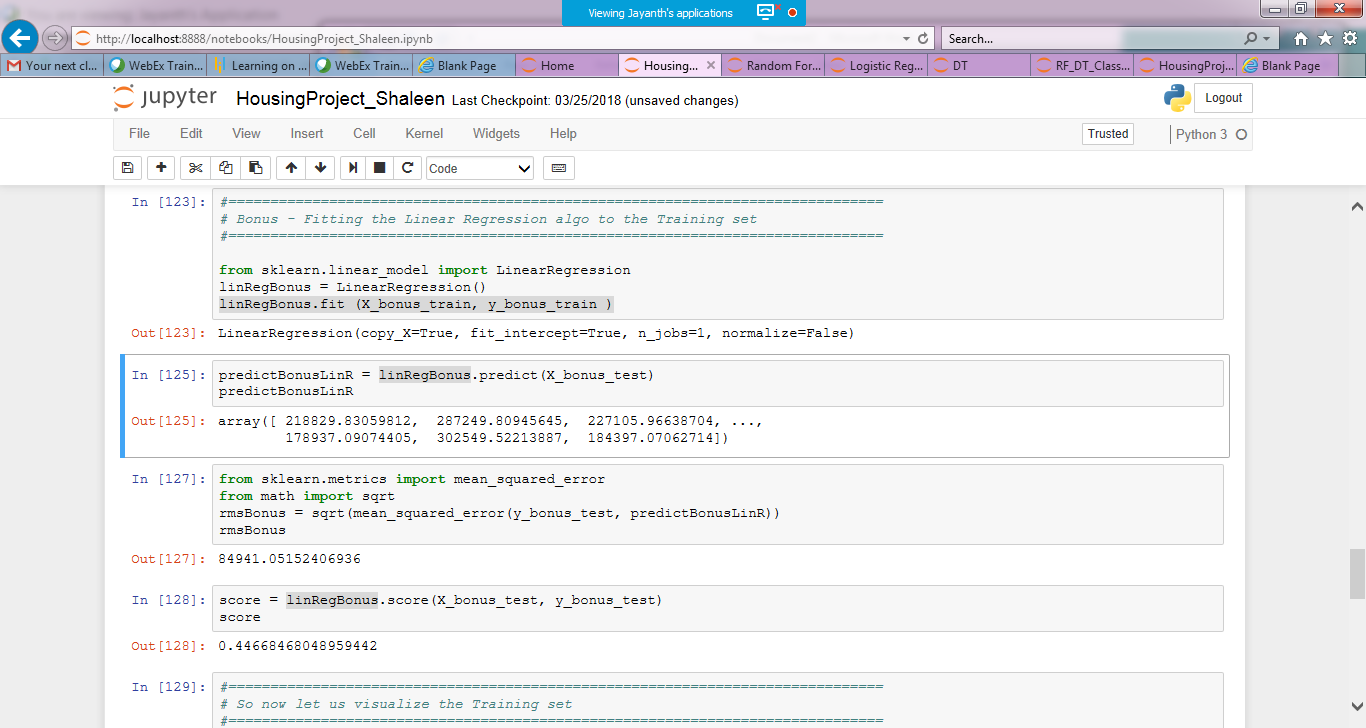 Viewing Jayanth's applications
http://localhost:8888/notebooks/HousingProject_Shaleen.ipynb
Search...
Your next cl...
WebEx Train...
Learning on ...
WebEx Train...
Blank Page
Home
Housing...
Random For...
Logistic Reg...
DT
RF_DT_Class...
HousingProj...
Blank Page
jupyter HousingProject_Shaleen Last Checkpoint: 03/25/2018 (unsaved changes)
Logout
File Edit View Insert Cell Kernel Widgets Help
Trusted
Python 3
Code
In [123]:
#==============================================================================
# Bonus - Fitting the Linear Regression algo to the Training set
#==============================================================================
from sklearn.linear_model import LinearRegression
linRegBonus = LinearRegression()
linRegBonus.fit (X_bonus_train, y_bonus_train )
Out[123]: LinearRegression(copy_X=True, fit_intercept=True, n_jobs=1, normalize=False)
In [125]: predictBonusLinR = linRegBonus.predict(X_bonus_test)
predictBonusLinR
Out[125]: array([ 218829.83059812, 287249.80945645, 227105.96638704, ...,
178937.09074405, 302549.52213887, 184397.07062714])
In [127]: from sklearn.metrics import mean_squared_error
from math import sqrt
rmsBonus = sqrt(mean_squared_error(y_bonus_test, predictBonusLinR))
rmsBonus
Out[127]: 84941.05152406936
In [128]: score = linRegBonus.score(X_bonus_test, y_bonus_test)
score
Out[128]: 0.44668468048959442
In [129]: #==============================================================================
# So now let us visualize the Training set
#==============================================================================